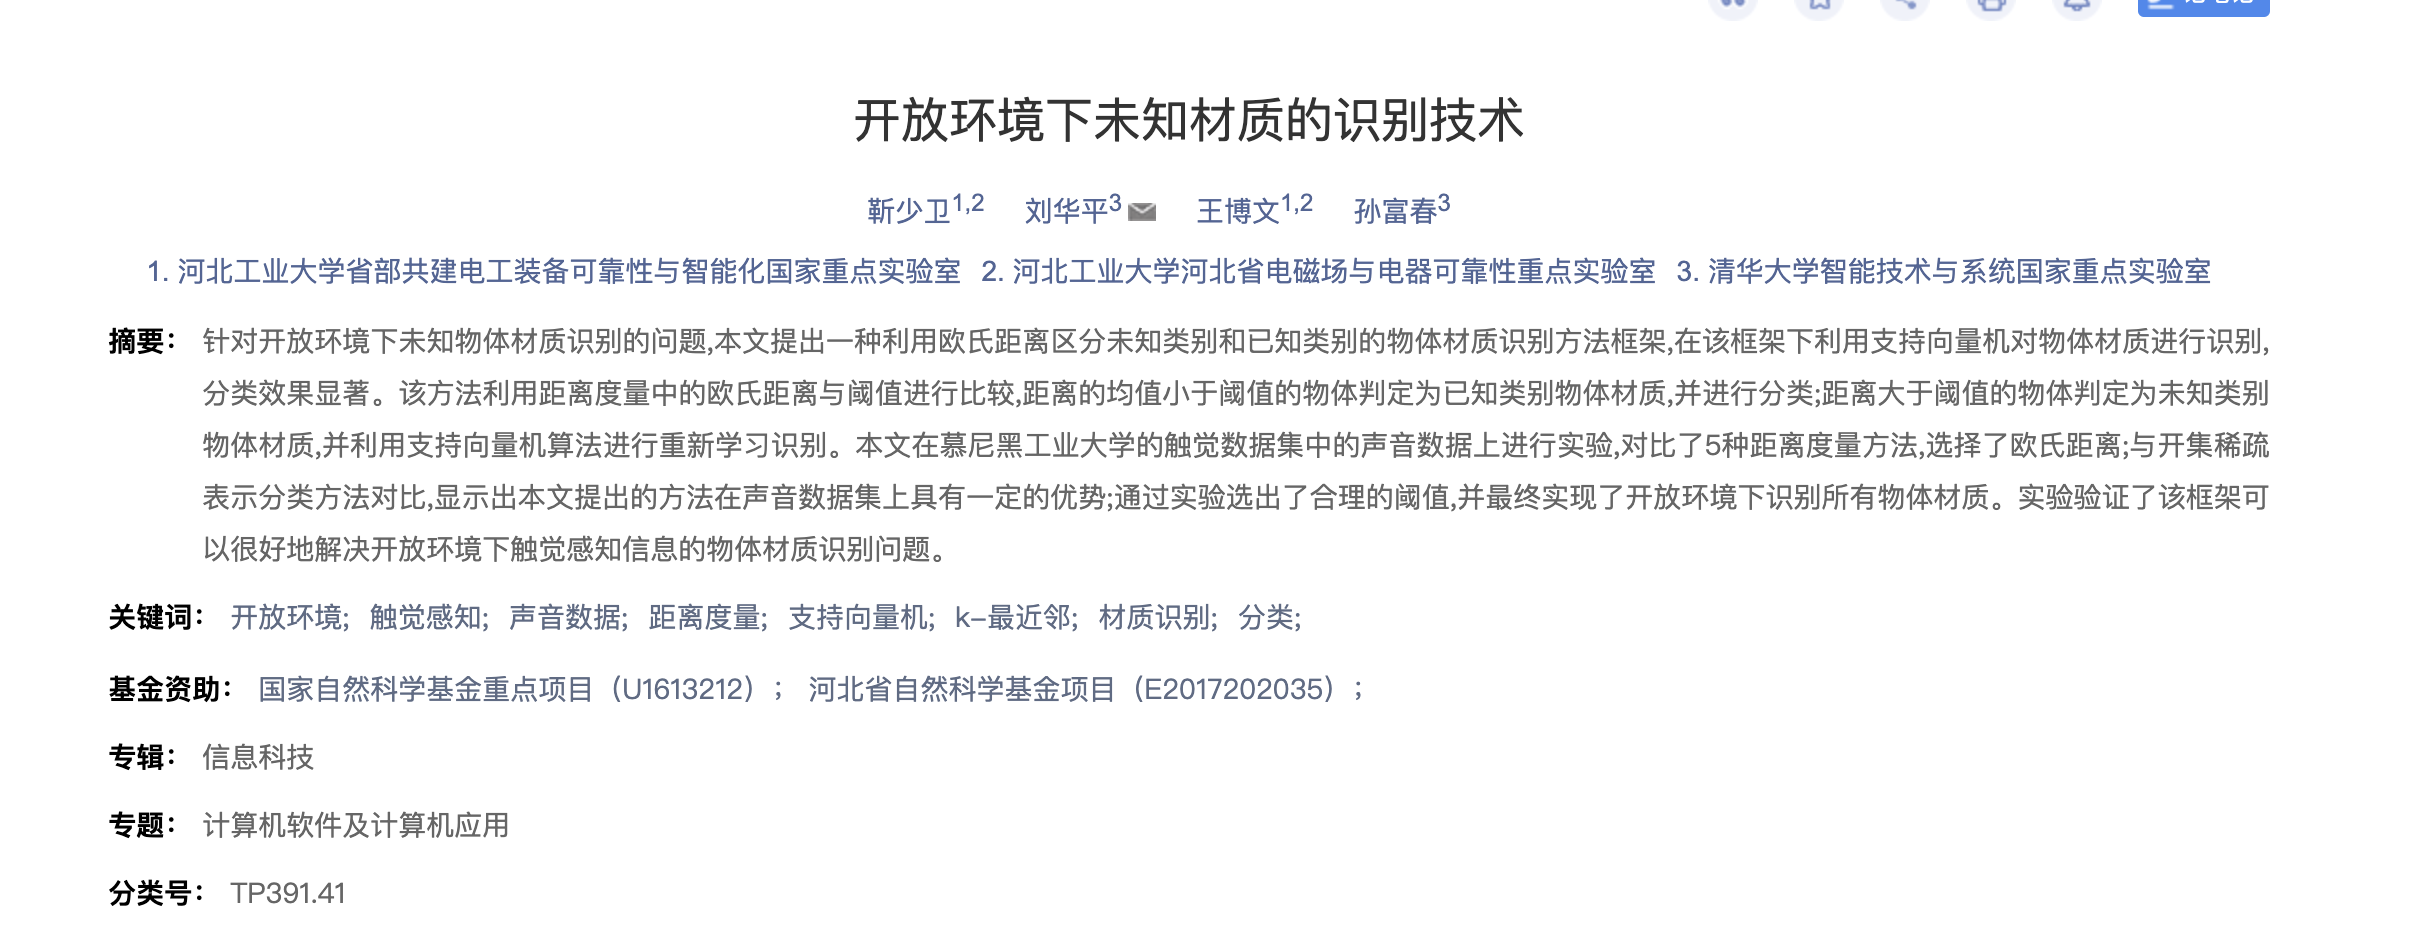 开放环境下未知材质的识别技术
靳少卫1,2 刘华平3 王博文1,2 孙富春3
1. 河北工业大学省部共建电工装备可靠性与智能化国家重点实验室 2. 河北工业大学河北省电磁场与电器可靠性重点实验室 3. 清华大学智能技术与系统国家重点实验室
摘要： 针对开放环境下未知物体材质识别的问题,本文提出一种利用欧氏距离区分未知类别和已知类别的物体材质识别方法框架,在该框架下利用支持向量机对物体材质进行识别,
分类效果显著。该方法利用距离度量中的欧氏距离与阈值进行比较,距离的均值小于阈值的物体判定为已知类别物体材质,并进行分类;距离大于阈值的物体判定为未知类别
物体材质,并利用支持向量机算法进行重新学习识别。本文在慕尼黑工业大学的触觉数据集中的声音数据上进行实验,对比了5种距离度量方法,选择了欧氏距离;与开集稀疏
表示分类方法对比,显示出本文提出的方法在声音数据集上具有一定的优势;通过实验选出了合理的阈值,并最终实现了开放环境下识别所有物体材质。实验验证了该框架可
以很好地解决开放环境下触觉感知信息的物体材质识别问题。
关键词： 开放环境; 触觉感知; 声音数据; 距离度量; 支持向量机; k–最近邻; 材质识别; 分类;
基金资助： 国家自然科学基金重点项目（U1613212）； 河北省自然科学基金项目（E2017202035）；
专辑： 信息科技
专题： 计算机软件及计算机应用
分类号： TP391.41